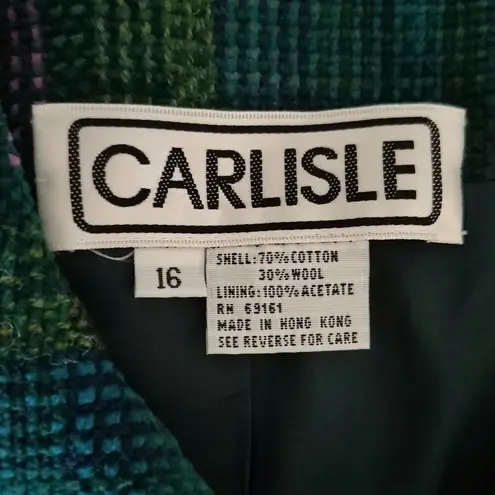 CARLISLE
16
SHELL:70%COTTON
30%WOOL
LINING:100%ACETATE
RN 69161
MADE IN HONG KONG
SEE REVERSE FOR CARE